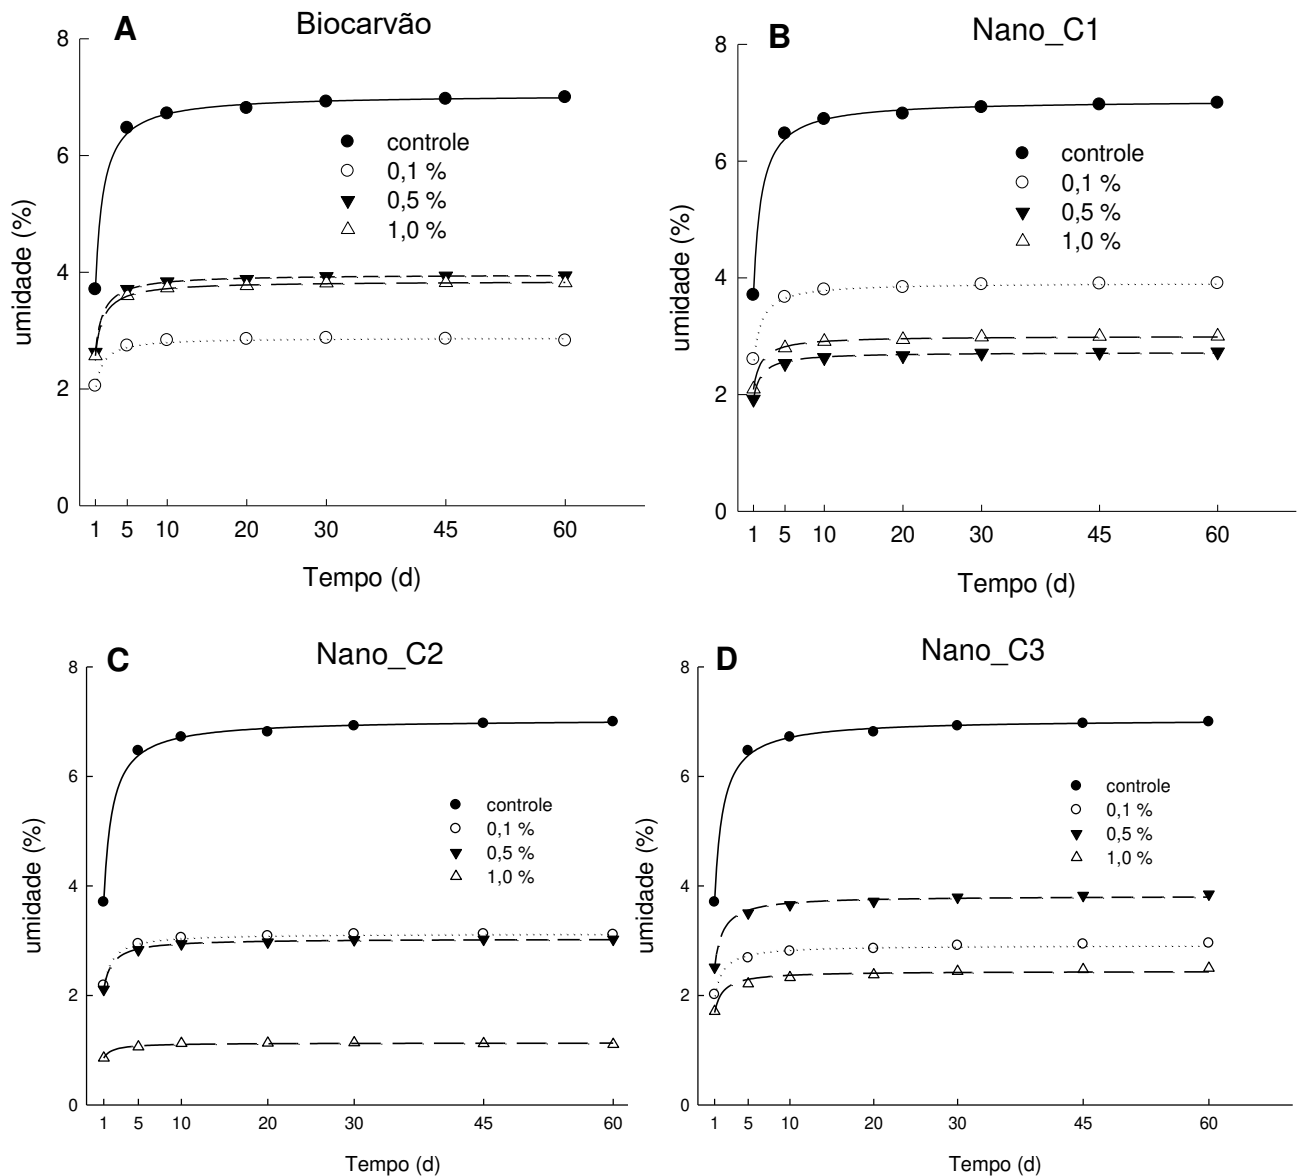 A
Biocarvão
8
6
4
2
0
umidade (%)
controle
0,1 %
0,5 %
1,0 %
1 5 10 20 30 45 60
Tempo (d)
B
Nano_C1
8
6
4
2
0
umidade (%)
controle
0,1 %
0,5 %
1,0 %
1 5 10 20 30 45 60
Tempo (d)
C
Nano_C2
8
6
4
2
0
umidade (%)
controle
0,1 %
0,5 %
1,0 %
1 5 10 20 30 45 60
Tempo (d)
D
Nano_C3
8
6
4
2
0
umidade (%)
controle
0,1 %
0,5 %
1,0 %
1 5 10 20 30 45 60
Tempo (d)